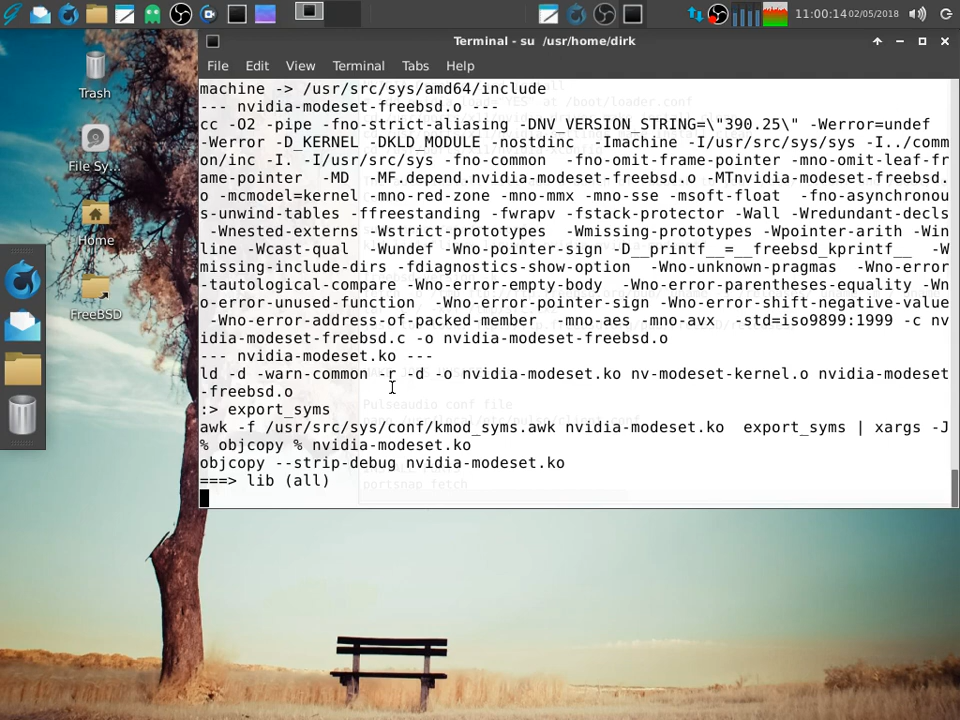 11:00:14 02/05/2018
Terminal - su /usr/home/dirk
File Edit View Terminal Tabs Help
Trash
File Sy...
Home
FreeBSD
machine -> /usr/src/sys/amd64/include
--- nvidia-modeset-freebsd.o ---
cc -O2 -pipe -fno-strict-aliasing -DNV_VERSION_STRING=\"390.25\" -Werror=undef
-Werror -D_KERNEL -DKLD_MODULE -nostdinc  -Imachine -I/usr/src/sys/sys -I../comm
on/inc -I. -I/usr/src/sys -fno-common  -fno-omit-frame-pointer -mno-omit-leaf-fr
ame-pointer  -MD  -MF.depend.nvidia-modeset-freebsd.o -MTnvidia-modeset-freebsd.
o -mcmodel=kernel -mno-red-zone -mno-mmx -mno-sse -msoft-float  -fno-asynchronou
s-unwind-tables -ffreestanding -fwrapv -fstack-protector -Wall -Wredundant-decls
 -Wnested-externs -Wstrict-prototypes  -Wmissing-prototypes -Wpointer-arith -Win
line -Wcast-qual  -Wundef -Wno-pointer-sign -D__printf__=__freebsd_kprintf__  -W
missing-include-dirs -fdiagnostics-show-option  -Wno-unknown-pragmas  -Wno-error
-tautological-compare -Wno-error-empty-body  -Wno-error-parentheses-equality -Wn
o-error-unused-function  -Wno-error-pointer-sign -Wno-error-shift-negative-value
 -Wno-error-address-of-packed-member  -mno-aes -mno-avx  -std=iso9899:1999 -c nv
idia-modeset-freebsd.c -o nvidia-modeset-freebsd.o
--- nvidia-modeset.ko ---
ld -d -warn-common -r -d -o nvidia-modeset.ko nv-modeset-kernel.o nvidia-modeset
-freebsd.o
:> export_syms
awk -f /usr/src/sys/conf/kmod_syms.awk nvidia-modeset.ko  export_syms | xargs -J
% objcopy % nvidia-modeset.ko
objcopy --strip-debug nvidia-modeset.ko
===> lib (all)
Pulseaudio conf file
portsnap fetch